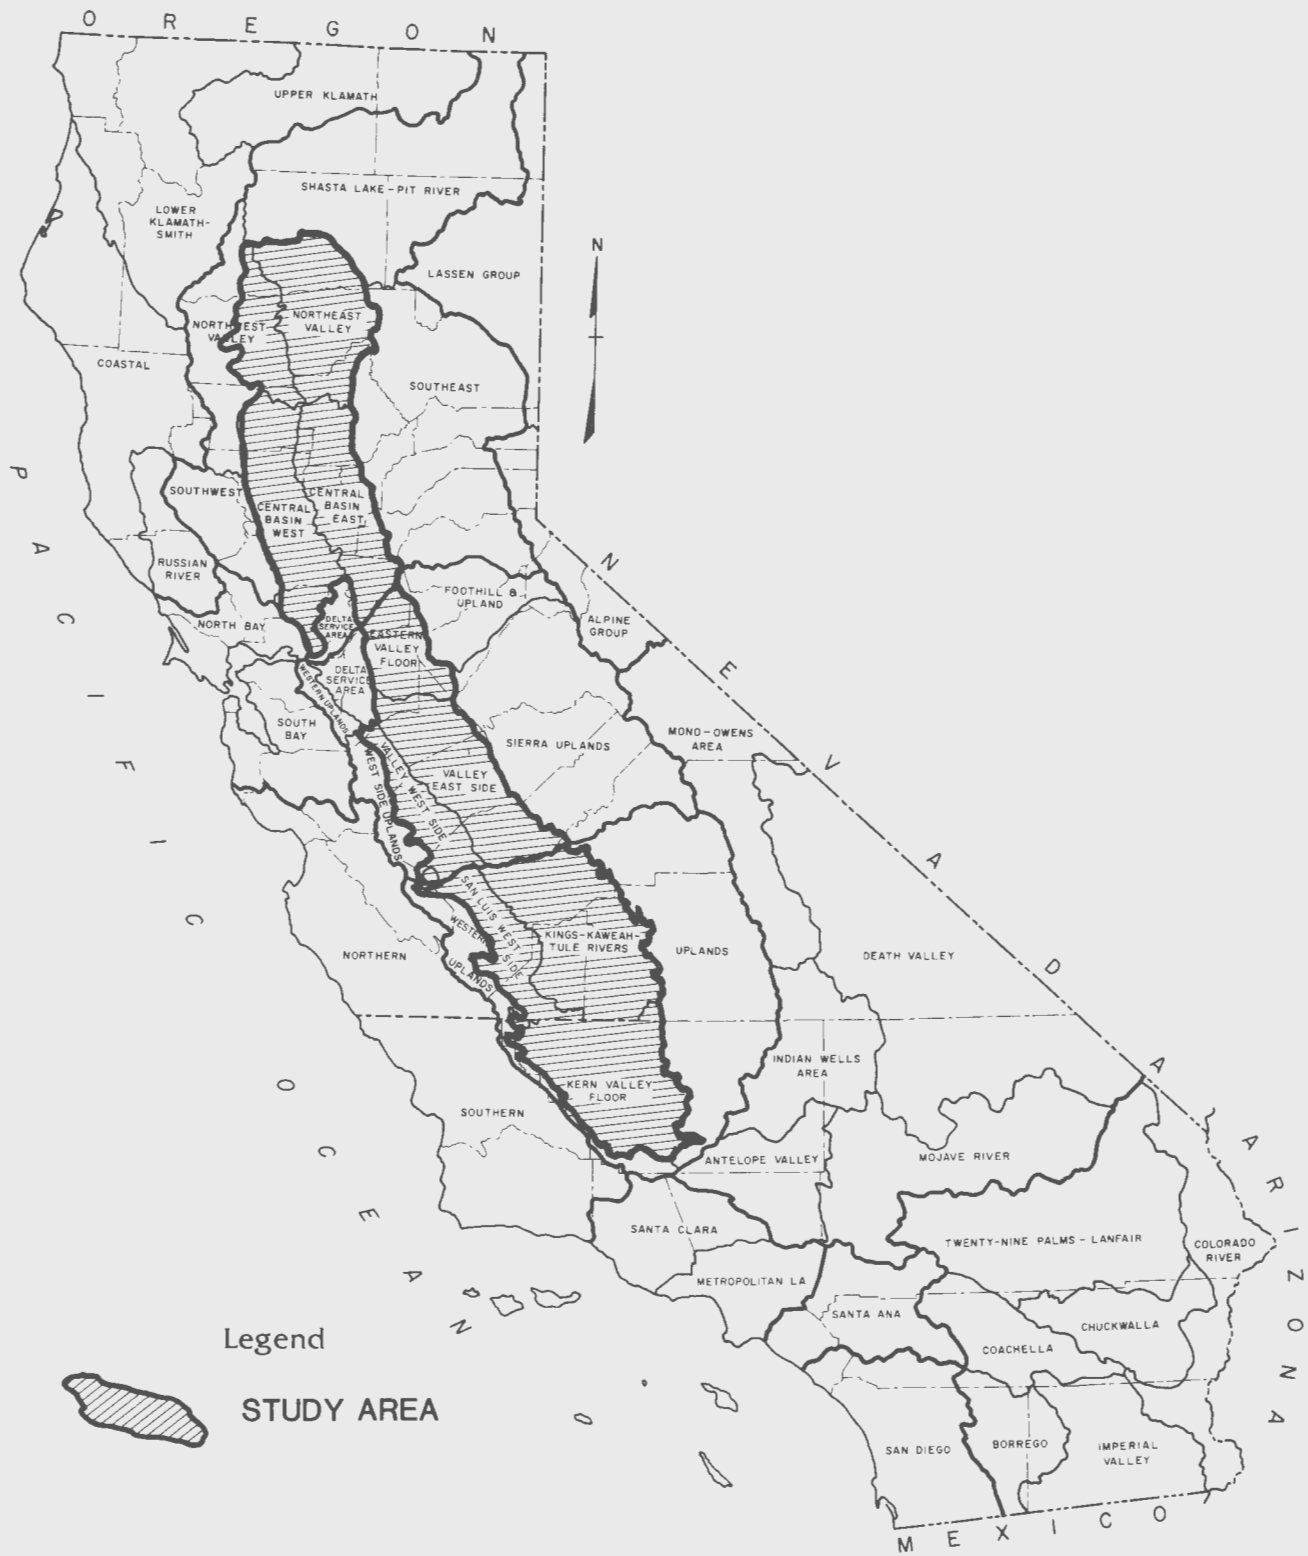 OREGON
UPPER KLAMATH
SHASTA LAKE-PIT RIVER
LOWER
KLAMATH-
SMITH
N
LASSEN GROUP
NORTHWEST
VALLEY
NORTHEAST
VALLEY
COASTAL
SOUTHEAST
SOUTHWEST
CENTRAL
BASIN
WEST
CENTRAL
BASIN
EAST
RUSSIAN
RIVER
NORTH BAY
FOOTHILL &
UPLAND
ALPINE
GROUP
DELTA
SERVICE
AREA
EASTERN
VALLEY
FLOOR
DELTA
SERVICE
AREA
WESTERN UPLANDS
SOUTH
BAY
SIERRA UPLANDS
MONO-OWENS
AREA
VALLEY
EAST SIDE
VALLEY WEST SIDE
WEST SIDE UPLANDS
SAN LUIS WEST SIDE
WESTERN
UPLANDS
KINGS-KAWEAH-
TULE RIVERS
UPLANDS
NORTHERN
DEATH VALLEY
INDIAN WELLS
AREA
KERN VALLEY
FLOOR
SOUTHERN
ANTELOPE VALLEY
MOJAVE RIVER
SANTA CLARA
TWENTY-NINE PALMS - LANFAIR
COLORADO
RIVER
METROPOLITAN LA
SANTA ANA
CHUCKWALLA
COACHELLA
SAN DIEGO
BORREGO
IMPERIAL
VALLEY
PACIFIC OCEAN
NEVADA
ARIZONA
MEXICO
Legend
STUDY AREA